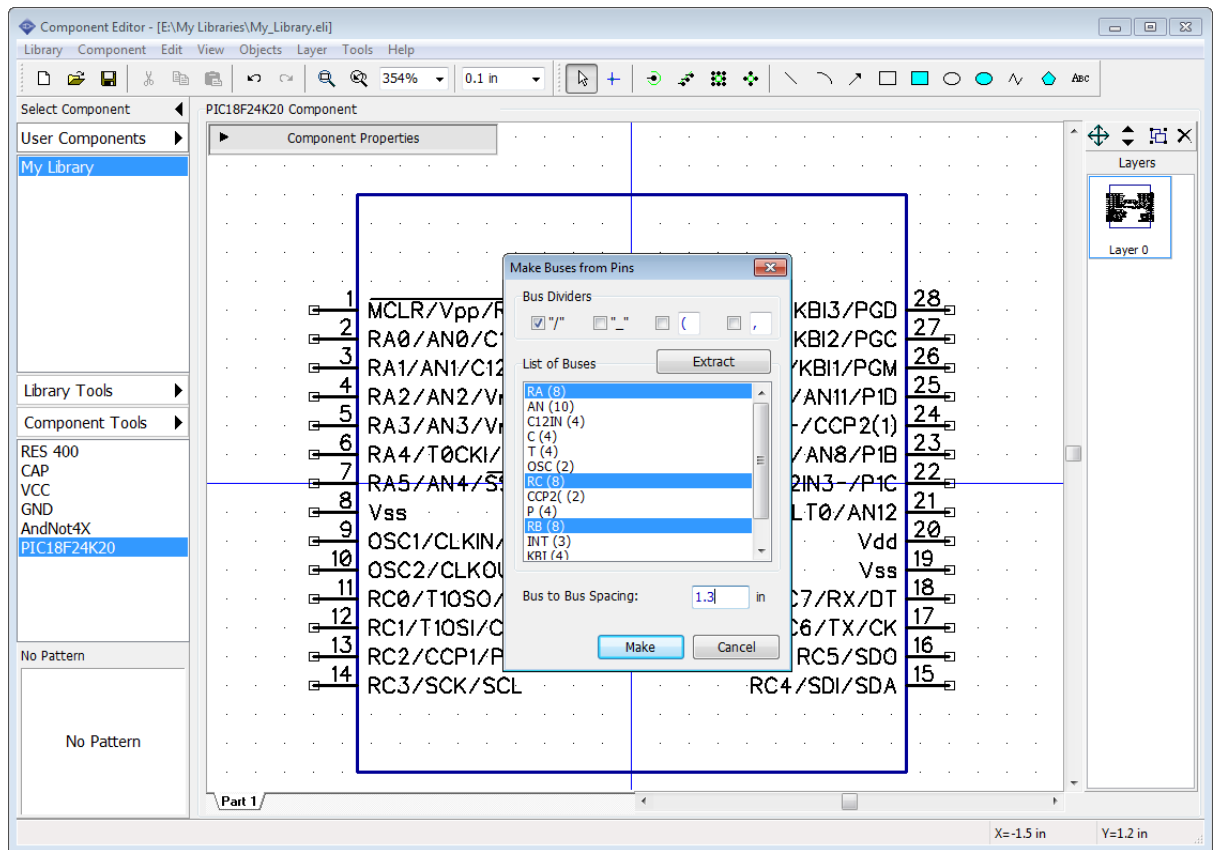 Component Editor - [E:\My Libraries\My_Library.eli]
Library Component Edit View Objects Layer Tools Help
354% 0.1 in ABC
Select Component
PIC18F24K20 Component
User Components
Component Properties
My Library
Layers
Layer 0
Library Tools
Component Tools
RES 400
CAP
VCC
GND
AndNot4X
PIC18F24K20
No Pattern
No Pattern
1 MCLR/Vpp/
2 RA0/AN0/C1
3 RA1/AN1/C12
4 RA2/AN2/V
5 RA3/AN3/V
6 RA4/T0CKI/
7 RA5/AN4/
8 Vss
9 OSC1/CLKIN/
10 OSC2/CLKOU
11 RC0/T1OSO/
12 RC1/T1OSI/C
13 RC2/CCP1/P
14 RC3/SCK/SCL
KBI3/PGD 28
KBI2/PGC 27
/KBI1/PGM 26
/AN11/P1D 25
-/CCP2(1) 24
/AN8/P1B 23
2IN3-/P1C 22
LT0/AN12 21
Vdd 20
Vss 19
C7/RX/DT 18
C6/TX/CK 17
RC5/SDO 16
RC4/SDI/SDA 15
Make Buses from Pins
Bus Dividers
"/" "_" ( ,
List of Buses
Extract
RA (8)
AN (10)
C12IN (4)
C (4)
T (4)
OSC (2)
RC (8)
CCP2( (2)
P (4)
RB (8)
INT (3)
KBI (4)
Bus to Bus Spacing: 1.3 in
Make Cancel
Part 1
X=-1.5 in Y=1.2 in